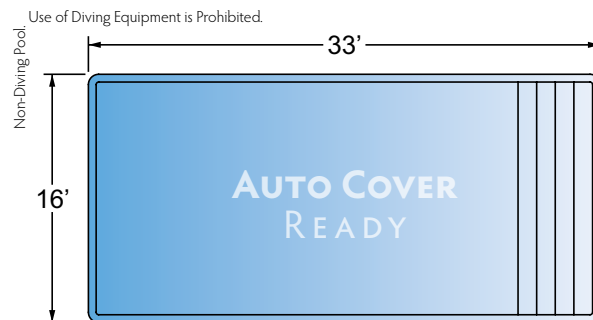 Use of Diving Equipment is Prohibited.
Non-Diving Pool.
33’
16’
AUTO COVER
READY